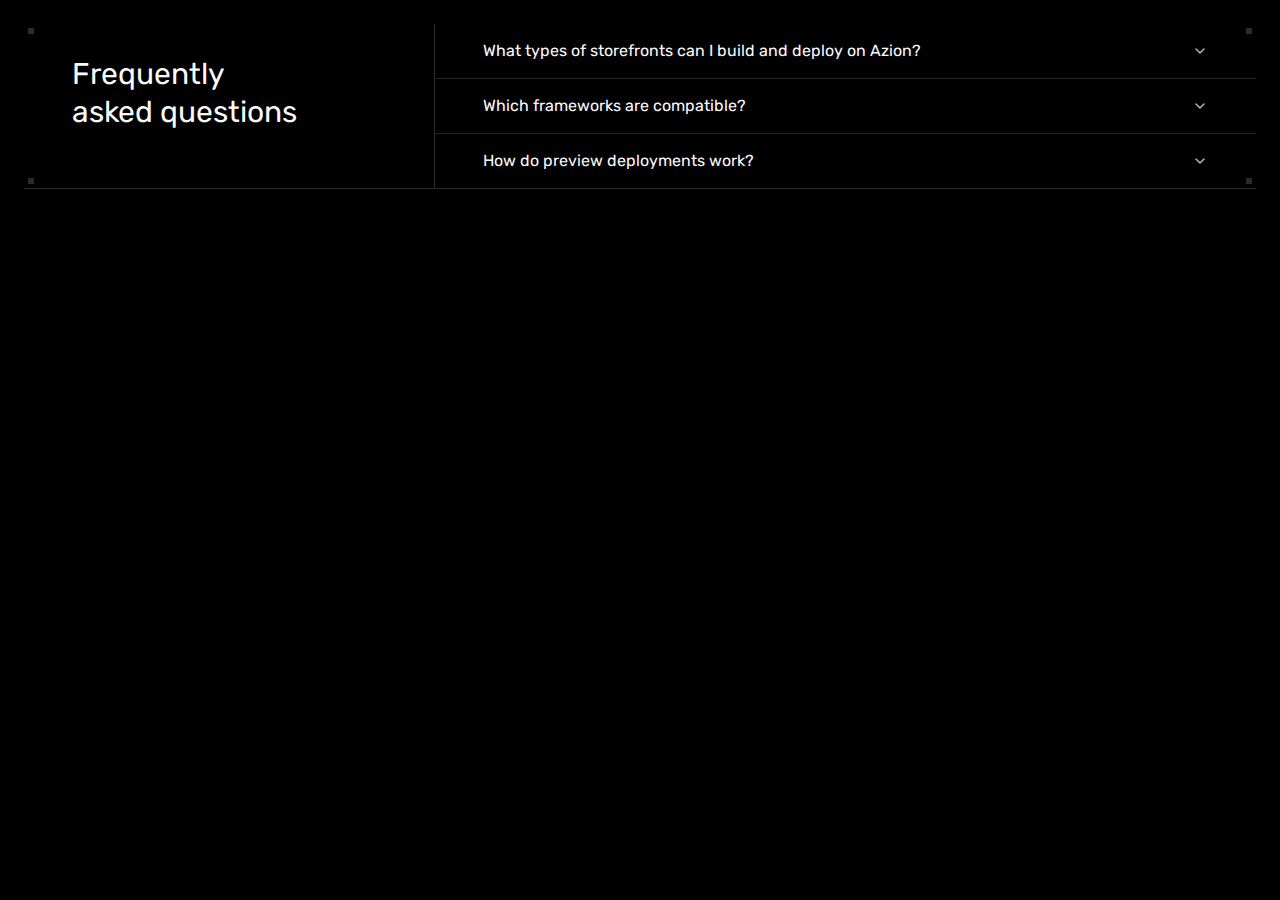 Frequently
asked questions
What types of storefronts can I build and deploy on Azion?
Which frameworks are compatible?
How do preview deployments work?